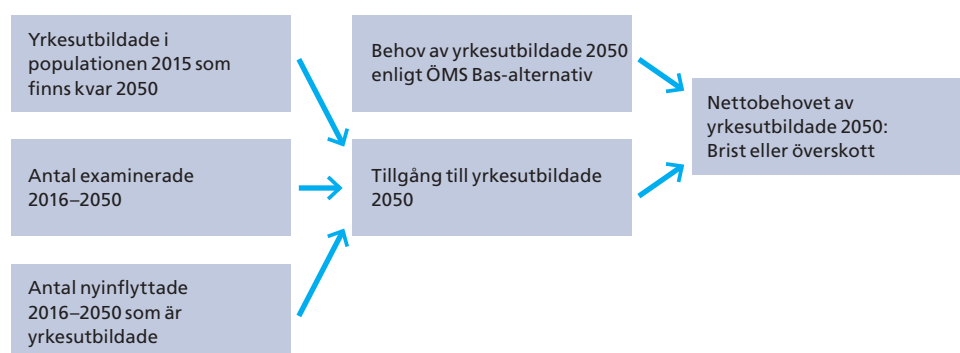 Yrkesutbildade i
populationen 2015 som
finns kvar 2050
Behov av yrkesutbildade 2050
enligt ÖMS Bas-alternativ
Nettobehovet av
yrkesutbildade 2050:
Brist eller överskott
Antal examinerade
2016–2050
Tillgång till yrkesutbildade
2050
Antal nyinflyttade
2016–2050 som är
yrkesutbildade